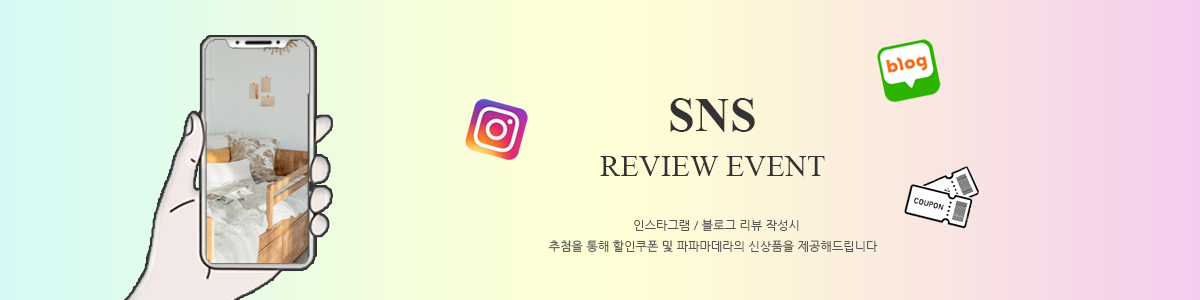 blog
SNS
REVIEW EVENT
COUPON
인스타그램 / 블로그 리뷰 작성시
추첨을 통해 할인쿠폰 및 파파마데라의 신상품을 제공해드립니다